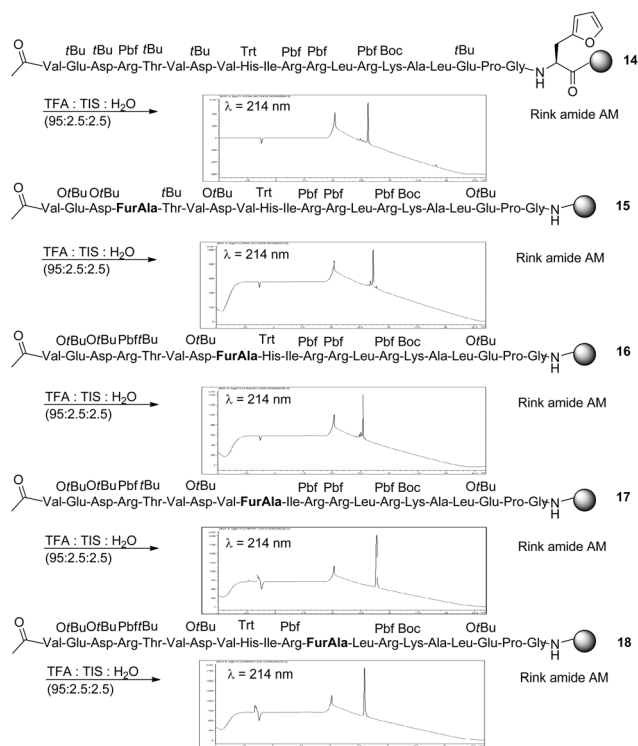 tBu tBu Pbf tBu tBu Trt Pbf Pbf Pbf Boc tBu
O
O
Val-Glu-Asp-Arg-Thr-Val-Asp-Val-His-Ile-Arg-Arg-Leu-Arg-Lys-Ala-Leu-Glu-Pro-Gly-N
H
O
14
TFA : TIS : H2O
(95:2.5:2.5)
λ = 214 nm
Rink amide AM
OtBuOtBu tBu OtBu Trt Pbf Pbf Pbf Boc OtBu
O
Val-Glu-Asp-FurAla-Thr-Val-Asp-Val-His-Ile-Arg-Arg-Leu-Arg-Lys-Ala-Leu-Glu-Pro-Gly-N
H
15
TFA : TIS : H2O
(95:2.5:2.5)
λ = 214 nm
Rink amide AM
OtBuOtBuPbftBu OtBu Trt Pbf Pbf Pbf Boc OtBu
O
Val-Glu-Asp-Arg-Thr-Val-Asp-FurAla-His-Ile-Arg-Arg-Leu-Arg-Lys-Ala-Leu-Glu-Pro-Gly-N
H
16
TFA : TIS : H2O
(95:2.5:2.5)
λ = 214 nm
Rink amide AM
OtBuOtBu Pbf tBu OtBu Pbf Pbf Pbf Boc OtBu
O
Val-Glu-Asp-Arg-Thr-Val-Asp-Val-FurAla-Ile-Arg-Arg-Leu-Arg-Lys-Ala-Leu-Glu-Pro-Gly-N
H
17
TFA : TIS : H2O
(95:2.5:2.5)
λ = 214 nm
Rink amide AM
OtBuOtBuPbftBu OtBu Trt Pbf Pbf Boc OtBu
O
Val-Glu-Asp-Arg-Thr-Val-Asp-Val-His-Ile-Arg-FurAla-Leu-Arg-Lys-Ala-Leu-Glu-Pro-Gly-N
H
18
TFA : TIS : H2O
(95:2.5:2.5)
λ = 214 nm
Rink amide AM